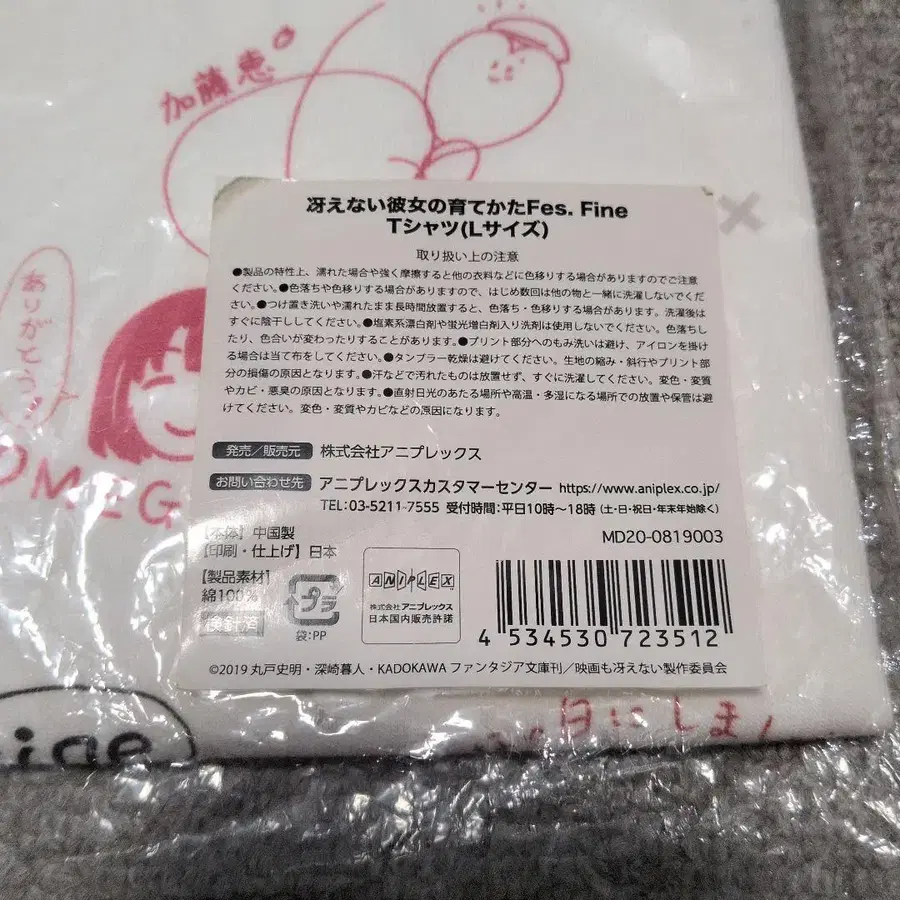 加藤恵
ありがとう
OMEG
冴えない彼女の育てかたFes. Fine
Tシャツ(Lサイズ)
取り扱い上の注意
●製品の特性上、濡れた場合や強く摩擦すると他の衣料などに色移りする場合がありますのでご注意
ください。●色落ちや色移りする場合がありますので、はじめ数回は他の物と一緒に洗濯しないでくだ
さい。●つけ置き洗いや濡れたまま長時間放置すると、色落ち・色移りする場合があります。洗濯後は
すぐに陰干ししてください。●塩素系漂白剤や蛍光増白剤入り洗剤は使用しないでください。色落ちし
たり、色合いが変わったりすることがあります。●プリント部分へのもみ洗いは避け、アイロンを掛け
る場合は当て布をしてください。●タンブラー乾燥は避けてください。生地の縮み・斜行やプリント部
分の損傷の原因となります。●汗などで汚れたものは放置せず、すぐに洗濯してください。変色・変質
やカビ・悪臭の原因となります。●直射日光のあたる場所や高温・多湿になる場所での放置や保管は避
けてください。変色・変質やカビなどの原因になります。
発売/販売元 株式会社アニプレックス
お問い合わせ先 アニプレックスカスタマーセンター https://www.aniplex.co.jp/
TEL:03-5211-7555 受付時間:平日10時〜18時(土・日・祝日・年末年始除く)
【本体】中国製
【印刷・仕上げ】日本
MD20-0819003
【製品素材】
綿100%
検針済
プラ
袋:PP
ANIPLEX
株式会社アニプレックス
日本国内販売許諾
4 534530 723512
©2019 丸戸史明・深崎暮人・KADOKAWA ファンタジア文庫刊/映画も冴えない製作委員会
日にしま